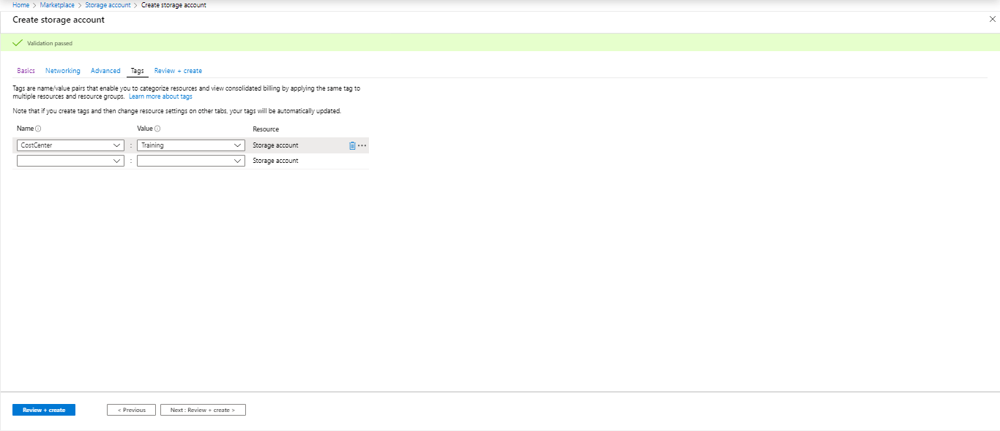 Home > Marketplace > Storage account > Create storage account
Create storage account
Validation passed
Basics Networking Advanced Tags Review + create
Tags are name/value pairs that enable you to categorize resources and view consolidated billing by applying the same tag to
multiple resources and resource groups. Learn more about tags
Note that if you create tags and then change resource settings on other tabs, your tags will be automatically updated.
Name Value Resource
CostCenter : Training Storage account
: Storage account
Review + create < Previous Next : Review + create >